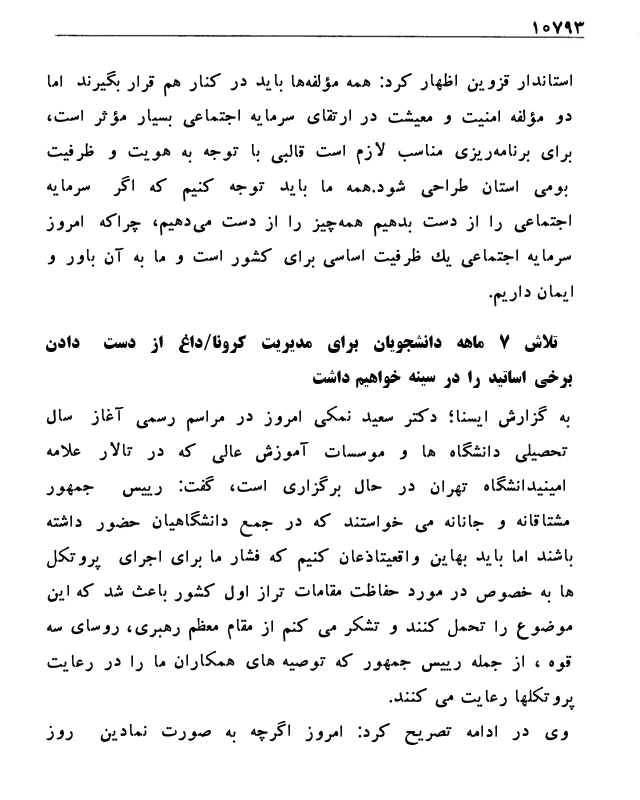 ۱۰۷۹۳
استاندار قزوین اظهار کرد: همه مؤلفه‌ها باید در کنار هم قرار بگیرند اما
دو مؤلفه امنیت و معیشت در ارتقای سرمایه اجتماعی بسیار مؤثر است،
برای برنامه‌ریزی مناسب لازم است قالبی با توجه به هویت و ظرفیت
بومی استان طراحی شود.همه ما باید توجه کنیم که اگر سرمایه
اجتماعی را از دست بدهیم همه‌چیز را از دست می‌دهیم، چراکه امروز
سرمایه اجتماعی یك ظرفیت اساسی برای کشور است و ما به آن باور و
ایمان داریم.
تلاش ۷ ماهه دانشجویان برای مدیریت کرونا/داغ از دست دادن
برخی اساتید را در سینه خواهیم داشت
به گزارش ایسنا؛ دکتر سعید نمکی امروز در مراسم رسمی آغاز سال
تحصیلی دانشگاه ها و موسسات آموزش عالی که در تالار علامه
امینیدانشگاه تهران در حال برگزاری است، گفت: رییس جمهور
مشتاقانه و جانانه می خواستند که در جمع دانشگاهیان حضور داشته
باشند اما باید بهاین واقعیتاذعان کنیم که فشار ما برای اجرای پروتکل
ها به خصوص در مورد حفاظت مقامات تراز اول کشور باعث شد که این
موضوع را تحمل کنند و تشکر می کنم از مقام معظم رهبری، روسای سه
قوه ، از جمله رییس جمهور که توصیه های همکاران ما را در رعایت
پروتکلها رعایت می کنند.
وی در ادامه تصریح کرد: امروز اگرچه به صورت نمادین روز